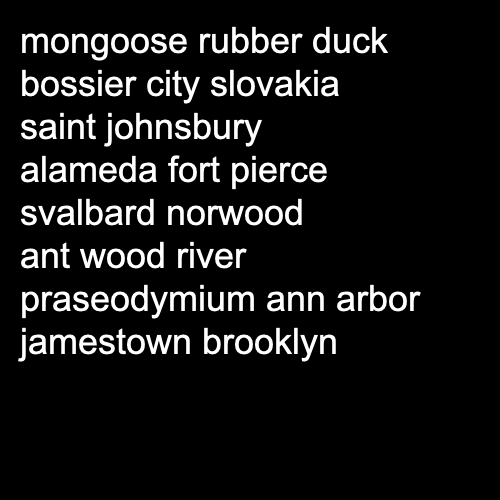 mongoose rubber duck
bossier city slovakia
saint johnsbury
alameda fort pierce
svalbard norwood
ant wood river
praseodymium ann arbor
jamestown brooklyn